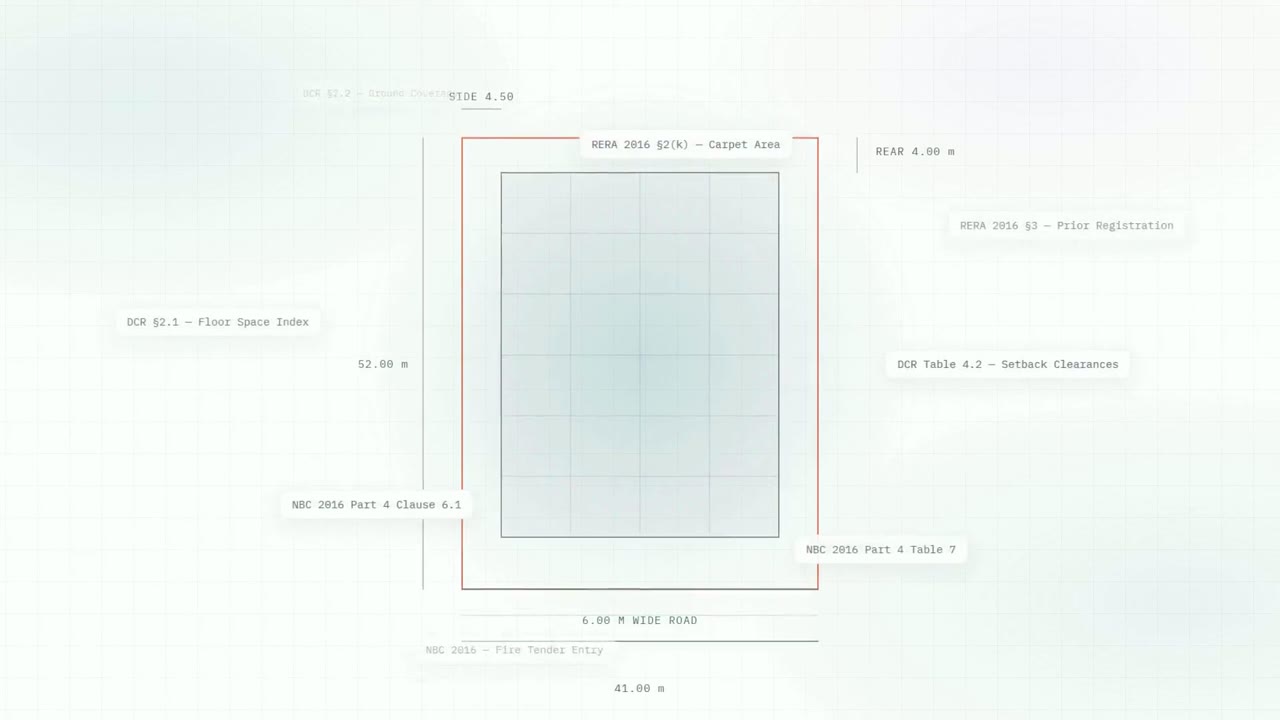 DCR §2.2 — Ground Coverage
SIDE 4.50
RERA 2016 §2(k) — Carpet Area
REAR 4.00 m
RERA 2016 §3 — Prior Registration
DCR §2.1 — Floor Space Index
52.00 m
DCR Table 4.2 — Setback Clearances
NBC 2016 Part 4 Clause 6.1
NBC 2016 Part 4 Table 7
6.00 M WIDE ROAD
NBC 2016 — Fire Tender Entry
41.00 m